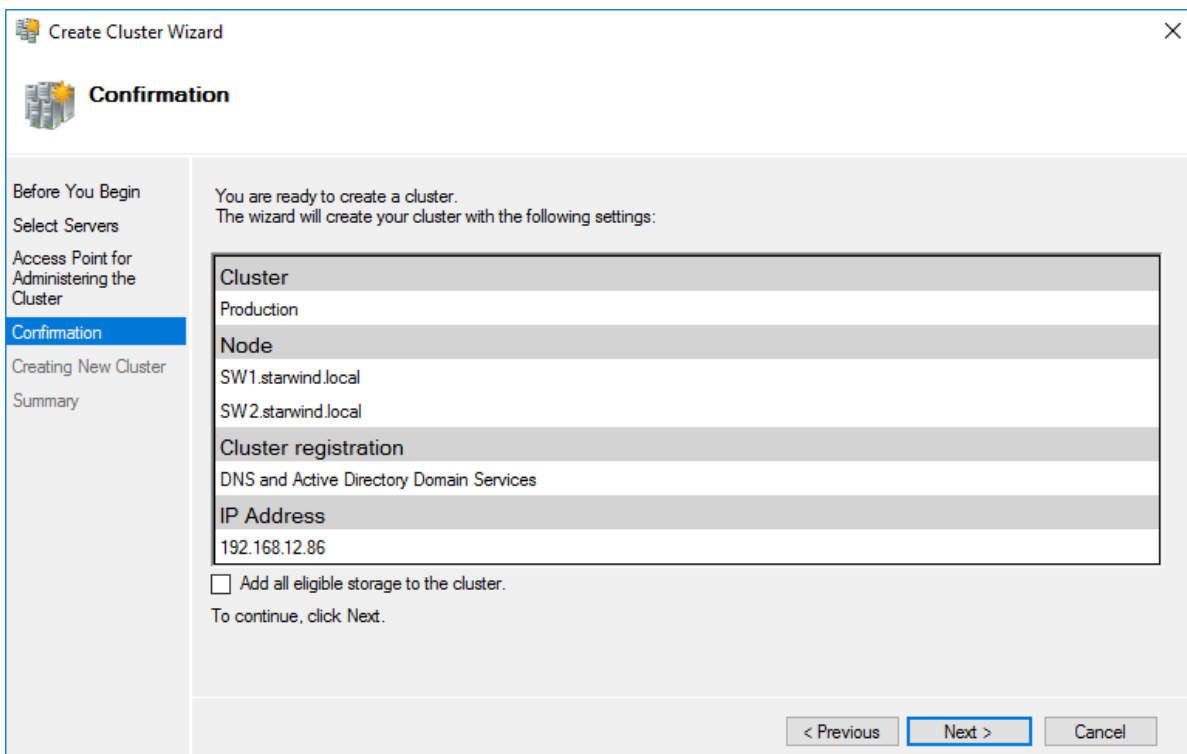 Create Cluster Wizard
Confirmation
Before You Begin
Select Servers
Access Point for
Administering the
Cluster
Confirmation
Creating New Cluster
Summary
You are ready to create a cluster.
The wizard will create your cluster with the following settings:
Cluster
Production
Node
SW1.starwind.local
SW2.starwind.local
Cluster registration
DNS and Active Directory Domain Services
IP Address
192.168.12.86
Add all eligible storage to the cluster.
To continue, click Next.
< Previous
Next >
Cancel